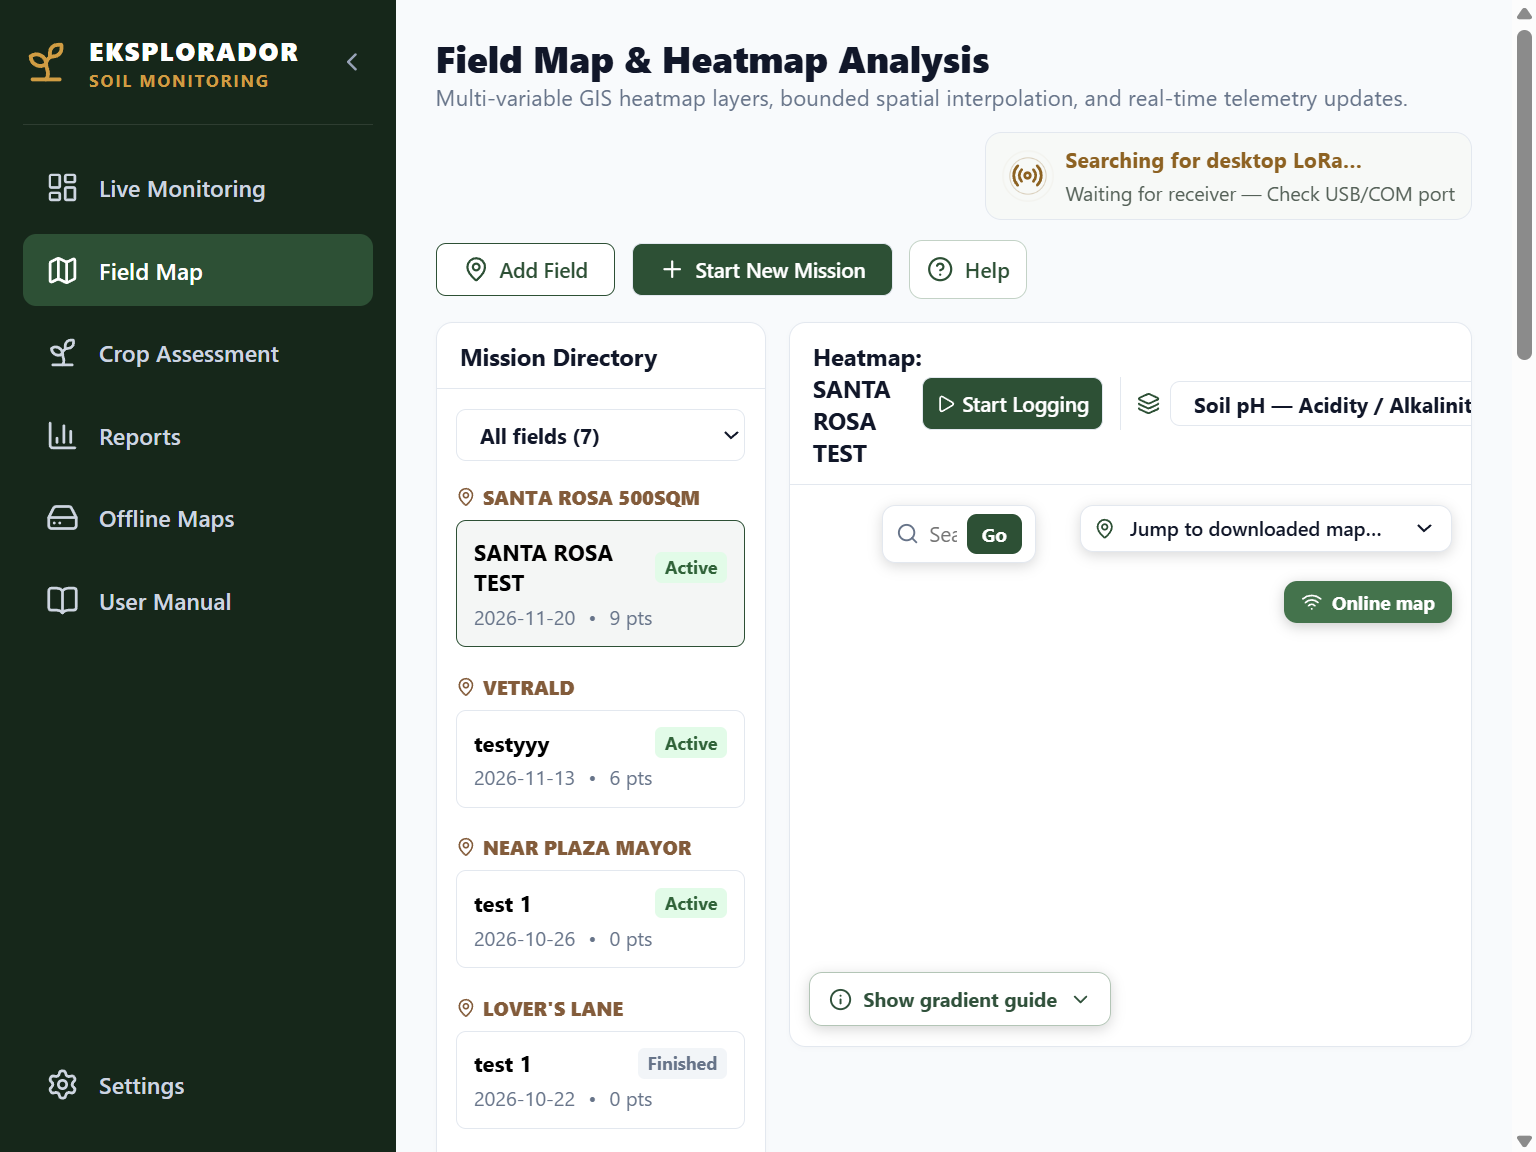 EKSPLORADOR
SOIL MONITORING
Live Monitoring
Field Map
Crop Assessment
Reports
Offline Maps
User Manual
Settings
Field Map & Heatmap Analysis
Multi-variable GIS heatmap layers, bounded spatial interpolation, and real-time telemetry updates.
Searching for desktop LoRa...
Waiting for receiver — Check USB/COM port
Add Field
Start New Mission
Help
Mission Directory
All fields (7)
SANTA ROSA 500SQM
SANTA ROSA
TEST
Active
2026-11-20 • 9 pts
VETRALD
testyyy
Active
2026-11-13 • 6 pts
NEAR PLAZA MAYOR
test 1
Active
2026-10-26 • 0 pts
LOVER'S LANE
test 1
Finished
2026-10-22 • 0 pts
Heatmap:
SANTA
ROSA
TEST
Start Logging
Soil pH — Acidity / Alkalinit
Sea
Go
Jump to downloaded map...
Online map
Show gradient guide